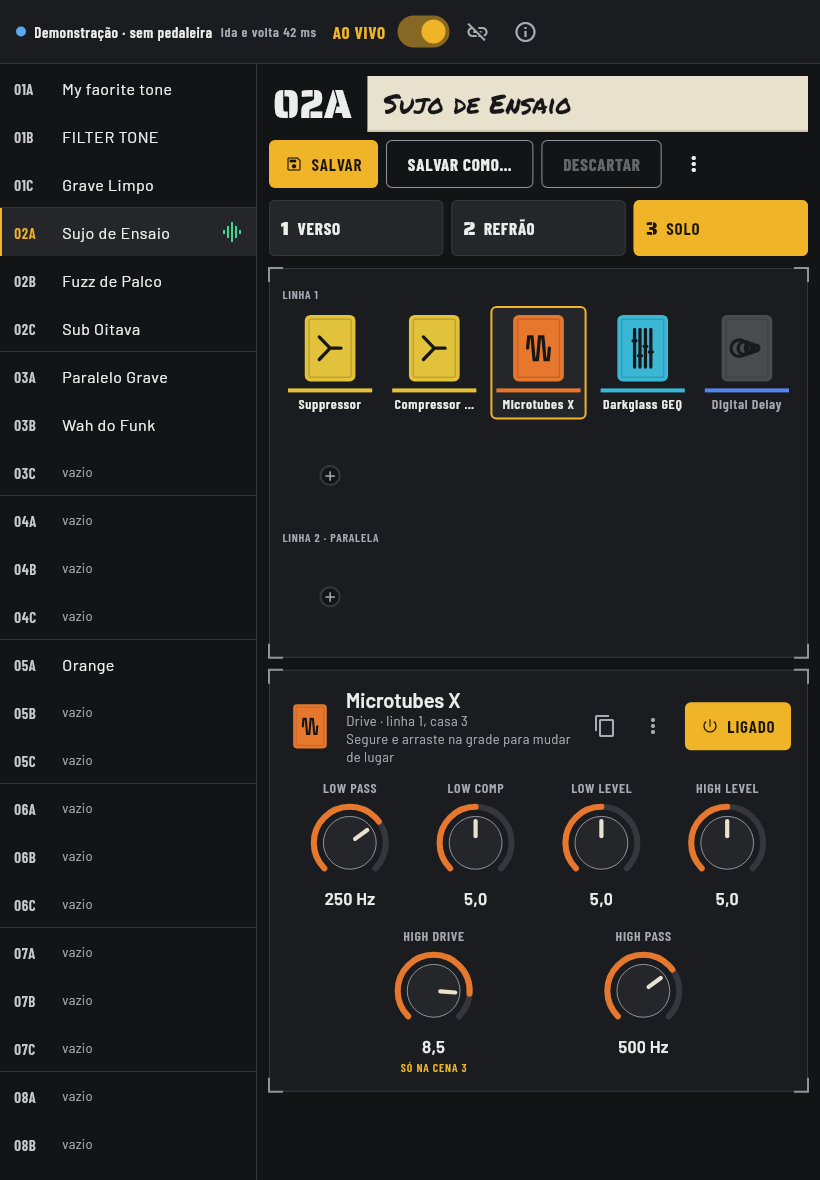 Demonstração · sem pedaleira Ida e volta 42 ms AO VIVO
01A My faorite tone
01B FILTER TONE
01C Grave Limpo
02A Sujo de Ensaio
02B Fuzz de Palco
02C Sub Oitava
03A Paralelo Grave
03B Wah do Funk
03C vazio
04A vazio
04B vazio
04C vazio
05A Orange
05B vazio
05C vazio
06A vazio
06B vazio
06C vazio
07A vazio
07B vazio
07C vazio
08A vazio
08B vazio
02A Sujo de Ensaio
SALVAR SALVAR COMO... DESCARTAR
1 VERSO 2 REFRÃO 3 SOLO
LINHA 1
Suppressor Compressor ... Microtubes X Darkglass GEQ Digital Delay
LINHA 2 · PARALELA
Microtubes X
Drive · linha 1, casa 3
Segure e arraste na grade para mudar
de lugar
LIGADO
LOW PASS LOW COMP LOW LEVEL HIGH LEVEL
250 Hz 5,0 5,0 5,0
HIGH DRIVE HIGH PASS
8,5 500 Hz
SÓ NA CENA 3